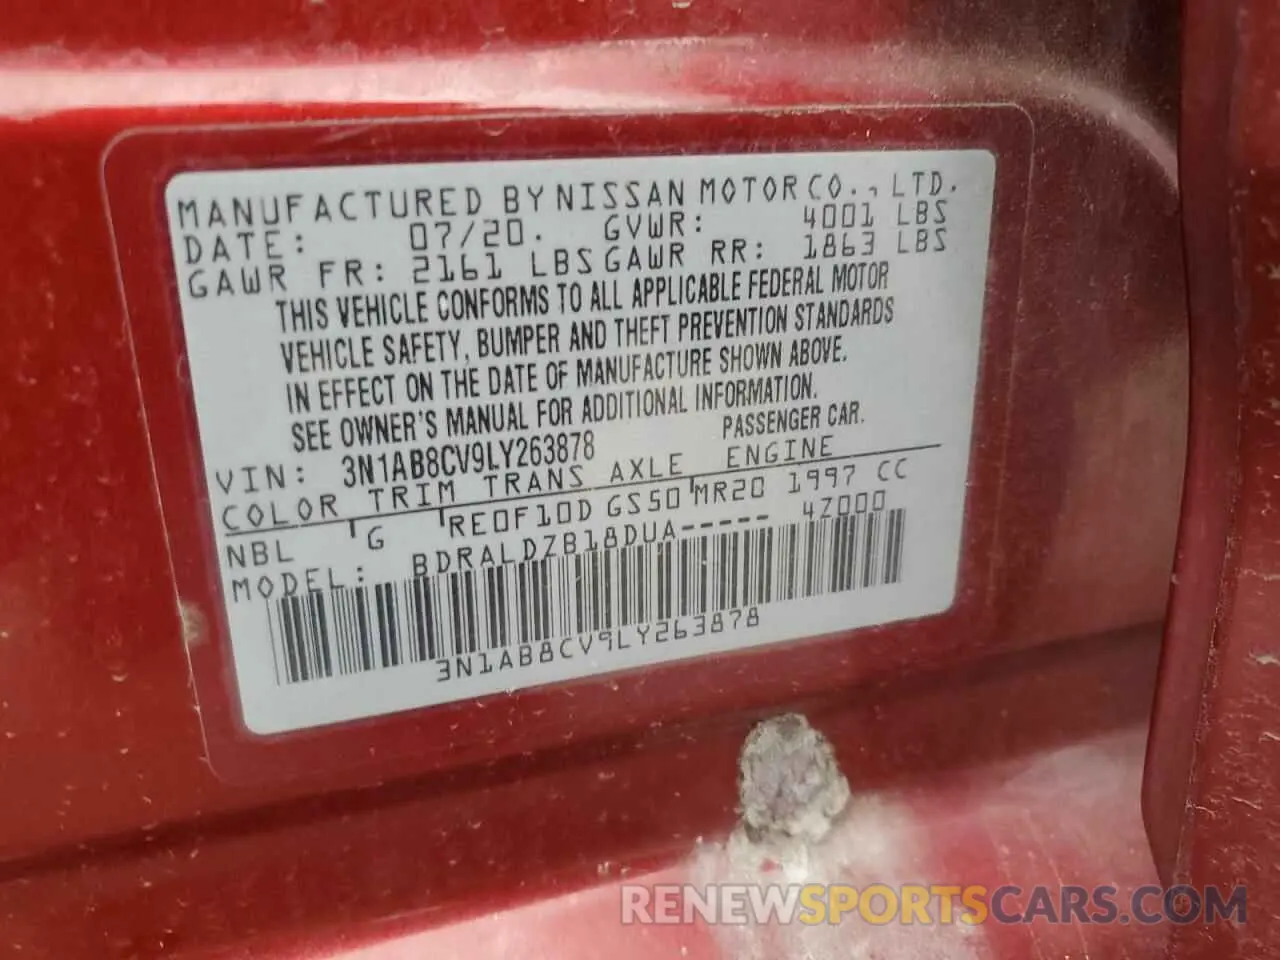 MANUFACTURED BY NISSAN MOTOR CO., LTD.
DATE: 07/20. GVWR: 4001 LBS
GAWR FR: 2161 LBS GAWR RR: 1863 LBS
THIS VEHICLE CONFORMS TO ALL APPLICABLE FEDERAL MOTOR
VEHICLE SAFETY, BUMPER AND THEFT PREVENTION STANDARDS
IN EFFECT ON THE DATE OF MANUFACTURE SHOWN ABOVE.
SEE OWNER'S MANUAL FOR ADDITIONAL INFORMATION.
VIN: 3N1AB8CV9LY263878 PASSENGER CAR.
COLOR TRIM TRANS AXLE ENGINE
NBL G RE0F10D GS50 MR20 1997 CC
MODEL: BDRALDZB18DUA----- 4Z000
3N1AB8CV9LY263878
RENEWSPORTSCARS.COM